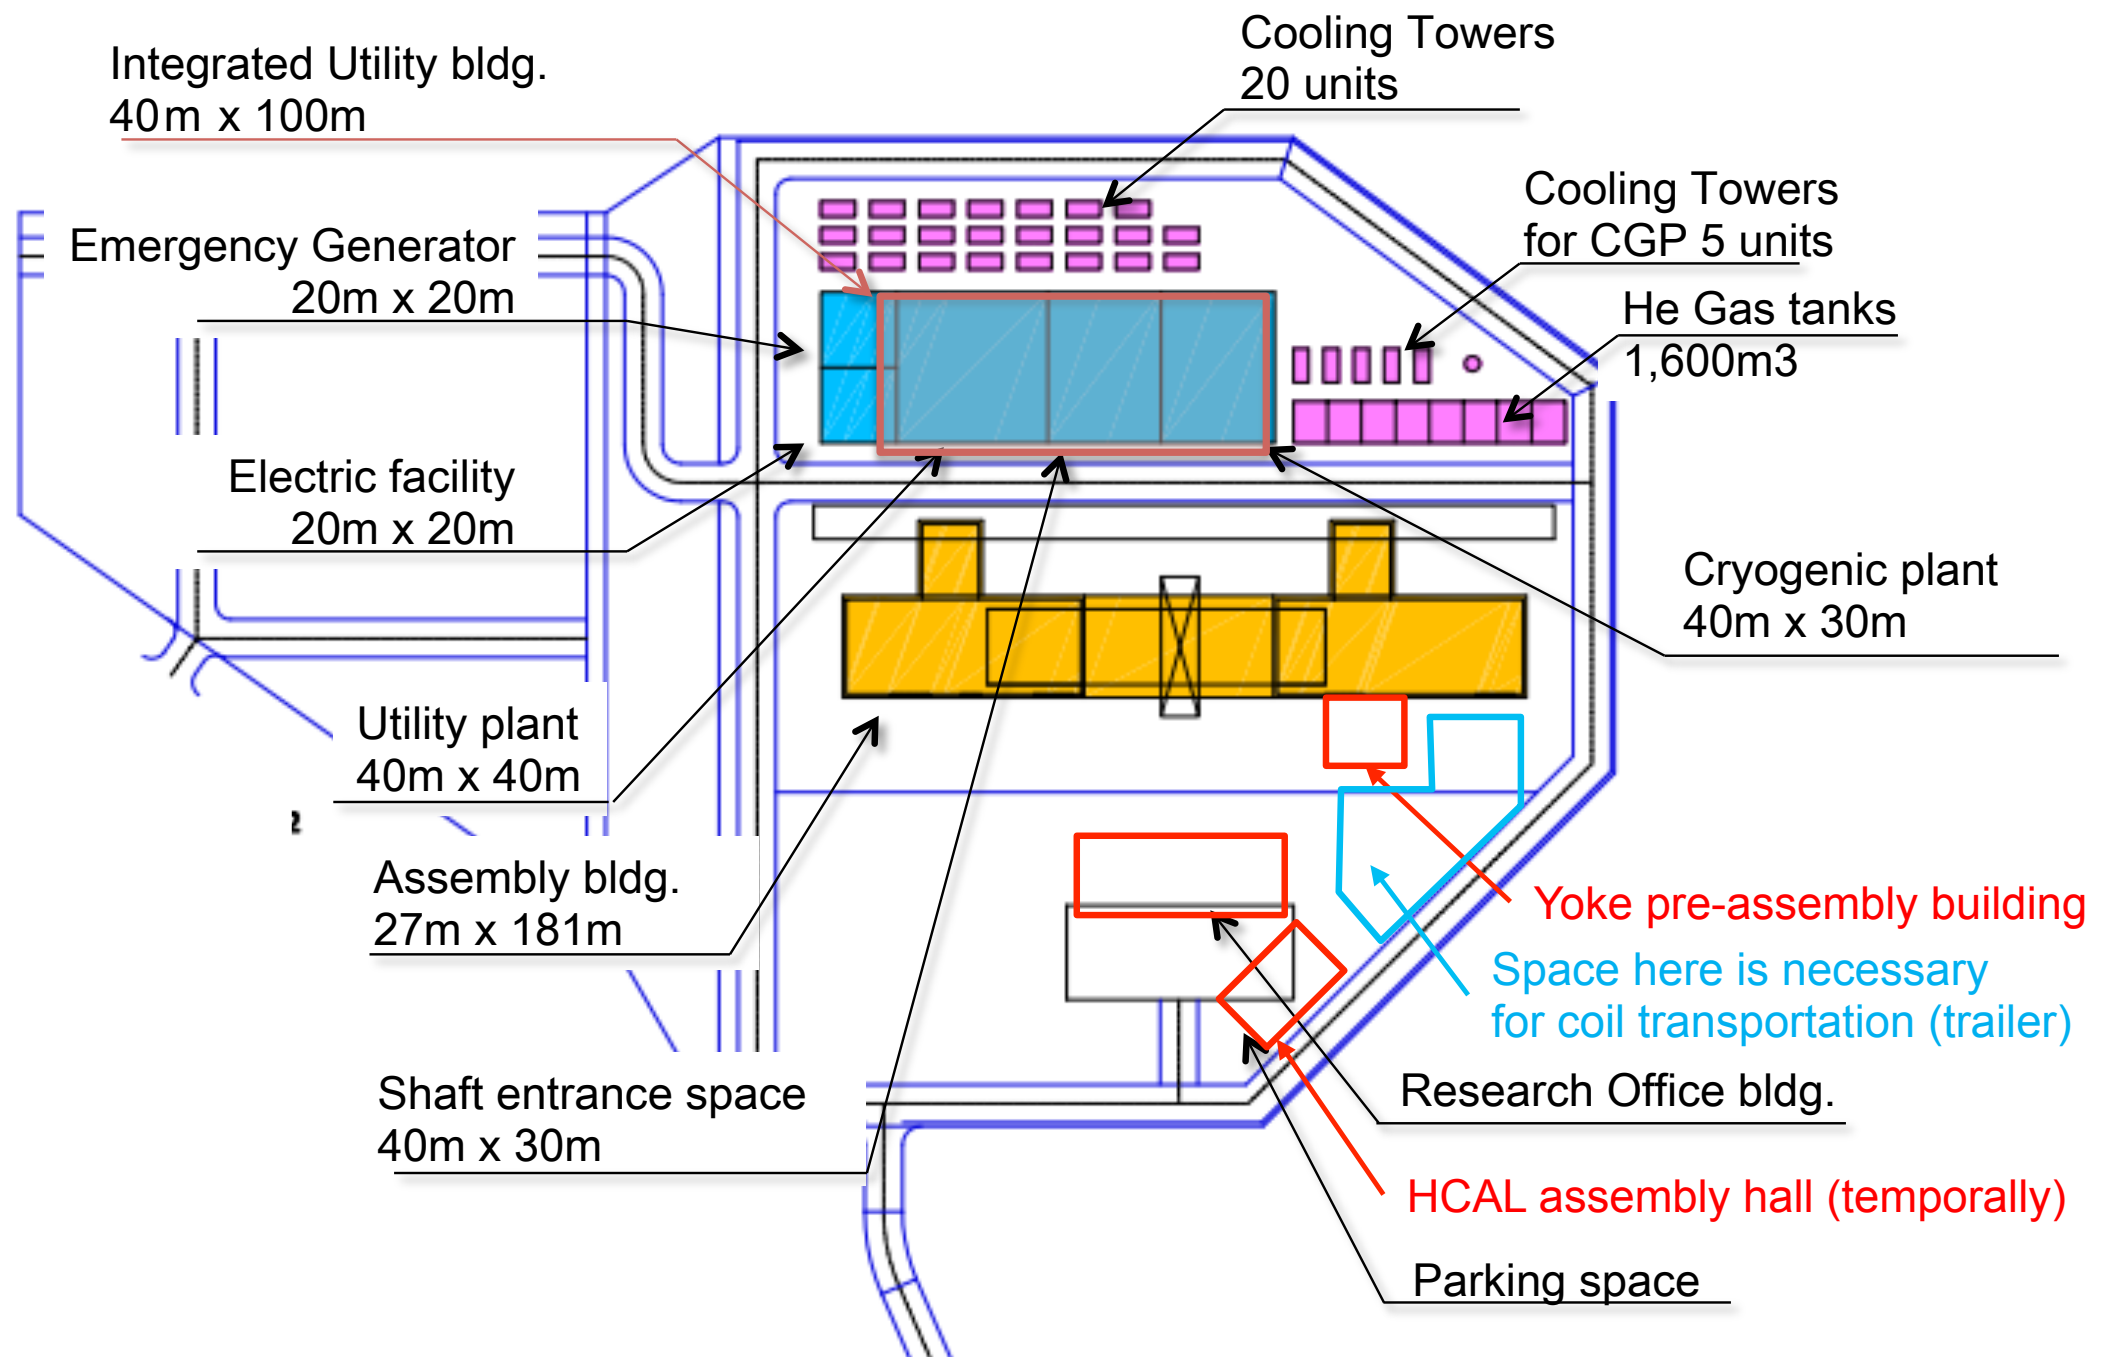 Integrated Utility bldg.
40m x 100m
Cooling Towers
20 units
Cooling Towers
for CGP 5 units
Emergency Generator
20m x 20m
He Gas tanks
1,600m3
Electric facility
20m x 20m
Cryogenic plant
40m x 30m
Utility plant
40m x 40m
2
Assembly bldg.
27m x 181m
Yoke pre-assembly building
Space here is necessary
for coil transportation (trailer)
Shaft entrance space
40m x 30m
Research Office bldg.
HCAL assembly hall (temporally)
Parking space